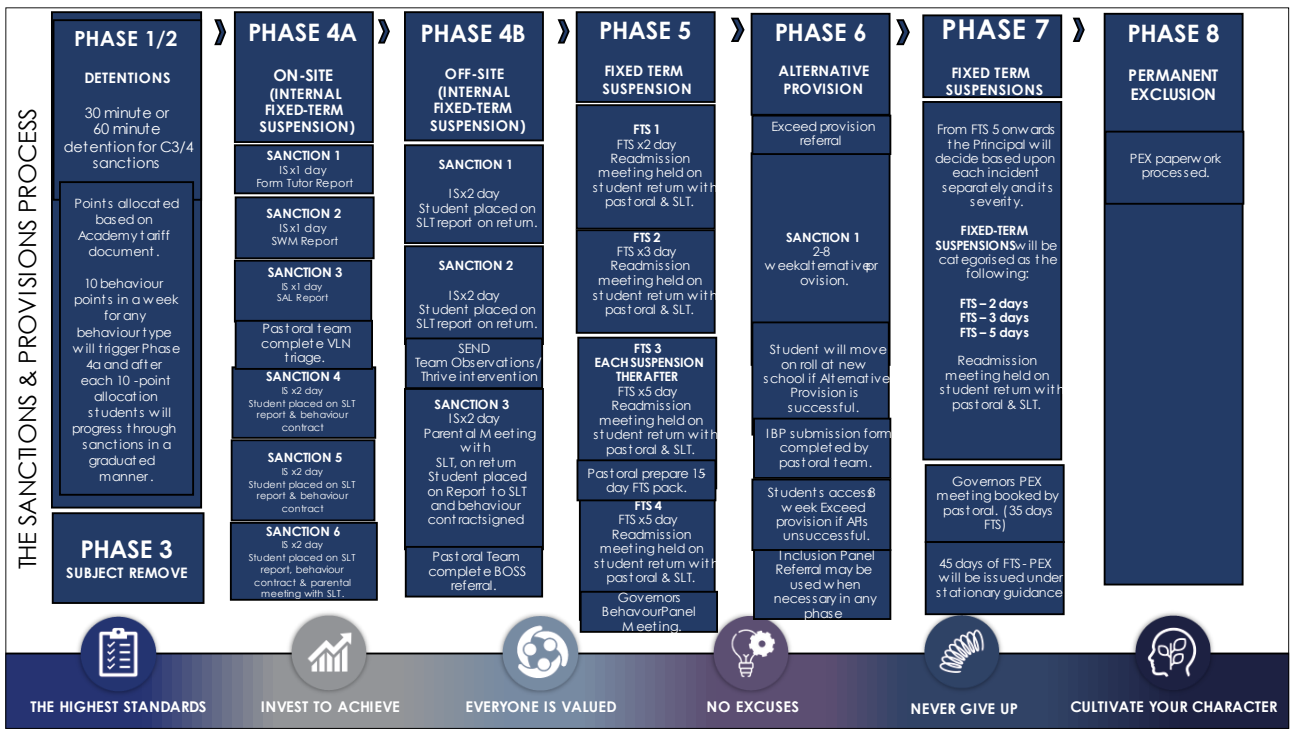 THE SANCTIONS & PROVISIONS PROCESS
PHASE 1/2
DETENTIONS
30 minute or
60 minute
detention for C3/4
sanctions
Points allocated
based on
Academy tariff
document.
10 behaviour
points in a week
for any
behaviour type
will trigger Phase
4a and after
each 10 -point
allocation
students will
progress through
sanctions in a
graduated
manner.
PHASE 3
SUBJECT REMOVE
PHASE 4A
ON-SITE
(INTERNAL
FIXED-TERM
SUSPENSION)
SANCTION 1
IS x1 day
Form Tutor Report
SANCTION 2
IS x1 day
SWM Report
SANCTION 3
IS x1 day
SAL Report
Pastoral team
complete VLN
triage.
SANCTION 4
IS x2 day
Student placed on SLT
report & behaviour
contract
SANCTION 5
IS x2 day
Student placed on SLT
report & behaviour
contract
SANCTION 6
IS x2 day
Student placed on SLT
report, behaviour
contract & parental
meeting with SLT.
PHASE 4B
OFF-SITE
(INTERNAL
FIXED-TERM
SUSPENSION)
SANCTION 1
ISx2 day
Student placed on
SLT report on return.
SANCTION 2
ISx2 day
Student placed on
SLT report on return.
SEND
Team Observations/
Thrive intervention
SANCTION 3
ISx2 day
Parental Meeting
with
SLT, on return
Student placed
on Report to SLT
and behaviour
contractsigned
Pastoral Team
complete BOSS
referral.
PHASE 5
FIXED TERM
SUSPENSION
FTS 1
FTS x2 day
Readmission
meeting held on
student return with
pastoral & SLT.
FTS 2
FTS x3 day
Readmission
meeting held on
student return with
pastoral & SLT.
FTS 3
EACH SUSPENSION
THERAFTER
FTS x5 day
Readmission
meeting held on
student return with
pastoral & SLT.
Pastoral prepare 15
day FTS pack.
FTS 4
FTS x5 day
Readmission
meeting held on
student return with
pastoral & SLT.
Governors
BehavourPanel
Meeting.
PHASE 6
ALTERNATIVE
PROVISION
Exceed provision
referral
SANCTION 1
2-8
weekalternativepr
ovision.
Student will move
on roll at new
school if Alternative
Provision is
successful.
IBP submission form
completed by
pastoral team.
Students access 8
week Exceed
provision if AP is
unsuccessful.
Inclusion Panel
Referral may be
used when
necessary in any
phase
PHASE 7
FIXED TERM
SUSPENSIONS
From FTS 5 onwards
the Principal will
decide based upon
each incident
separately and its
severity.
FIXED-TERM
SUSPENSIONSwill be
categorised as the
following:
FTS – 2 days
FTS – 3 days
FTS – 5 days
Readmission
meeting held on
student return with
pastoral & SLT.
Governors PEX
meeting booked by
pastoral. (35 days
FTS)
45 days of FTS- PEX
will be issued under
stationary guidance
PHASE 8
PERMANENT
EXCLUSION
PEX paperwork
processed.
THE HIGHEST STANDARDS
INVEST TO ACHIEVE
EVERYONE IS VALUED
NO EXCUSES
NEVER GIVE UP
CULTIVATE YOUR CHARACTER